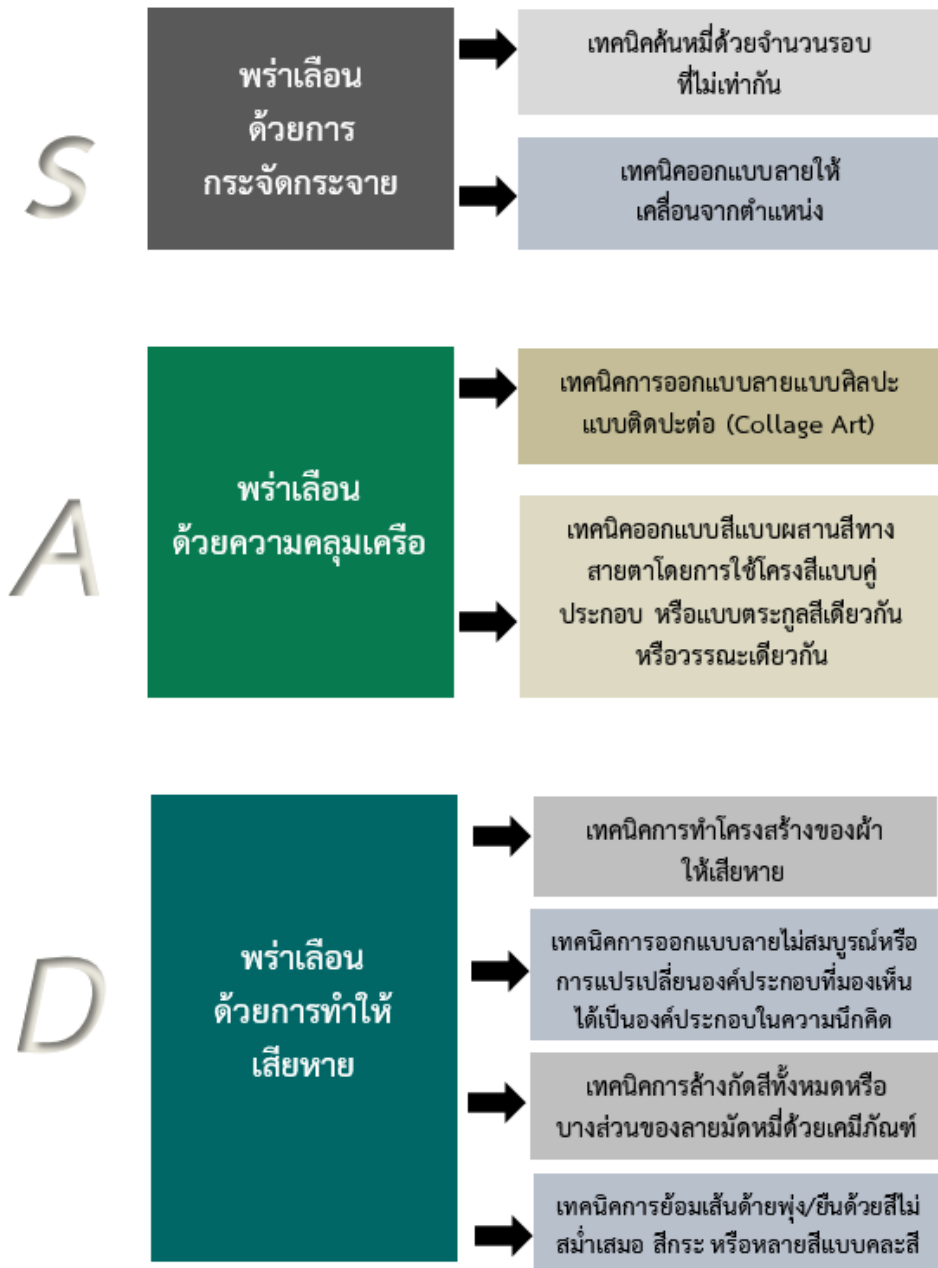 S
พร่าเลือน
ด้วยการ
กระจัดกระจาย
เทคนิคค้นหมี่ด้วยจำนวนรอบ
ที่ไม่เท่ากัน
เทคนิคออกแบบลายให้
เคลื่อนจากตำแหน่ง
A
พร่าเลือน
ด้วยความคลุมเครือ
เทคนิคการออกแบบลายแบบศิลปะ
แบบติดปะต่อ (Collage Art)
เทคนิคออกแบบสีแบบผสานสีทาง
สายตาโดยการใช้โครงสีแบบคู่
ประกอบ หรือแบบตระกูลสีเดียวกัน
หรือวรรณะเดียวกัน
D
พร่าเลือน
ด้วยการทำให้
เสียหาย
เทคนิคการทำโครงสร้างของผ้า
ให้เสียหาย
เทคนิคการออกแบบลายไม่สมบูรณ์หรือ
การแปรเปลี่ยนองค์ประกอบที่มองเห็น
ได้เป็นองค์ประกอบในความนึกคิด
เทคนิคการล้างกัดสีทั้งหมดหรือ
บางส่วนของลายมัดหมี่ด้วยเคมีภัณฑ์
เทคนิคการย้อมเส้นด้ายพุ่ง/ยืนด้วยสีไม่
สม่ำเสมอ สีกระ หรือหลายสีแบบคละสี